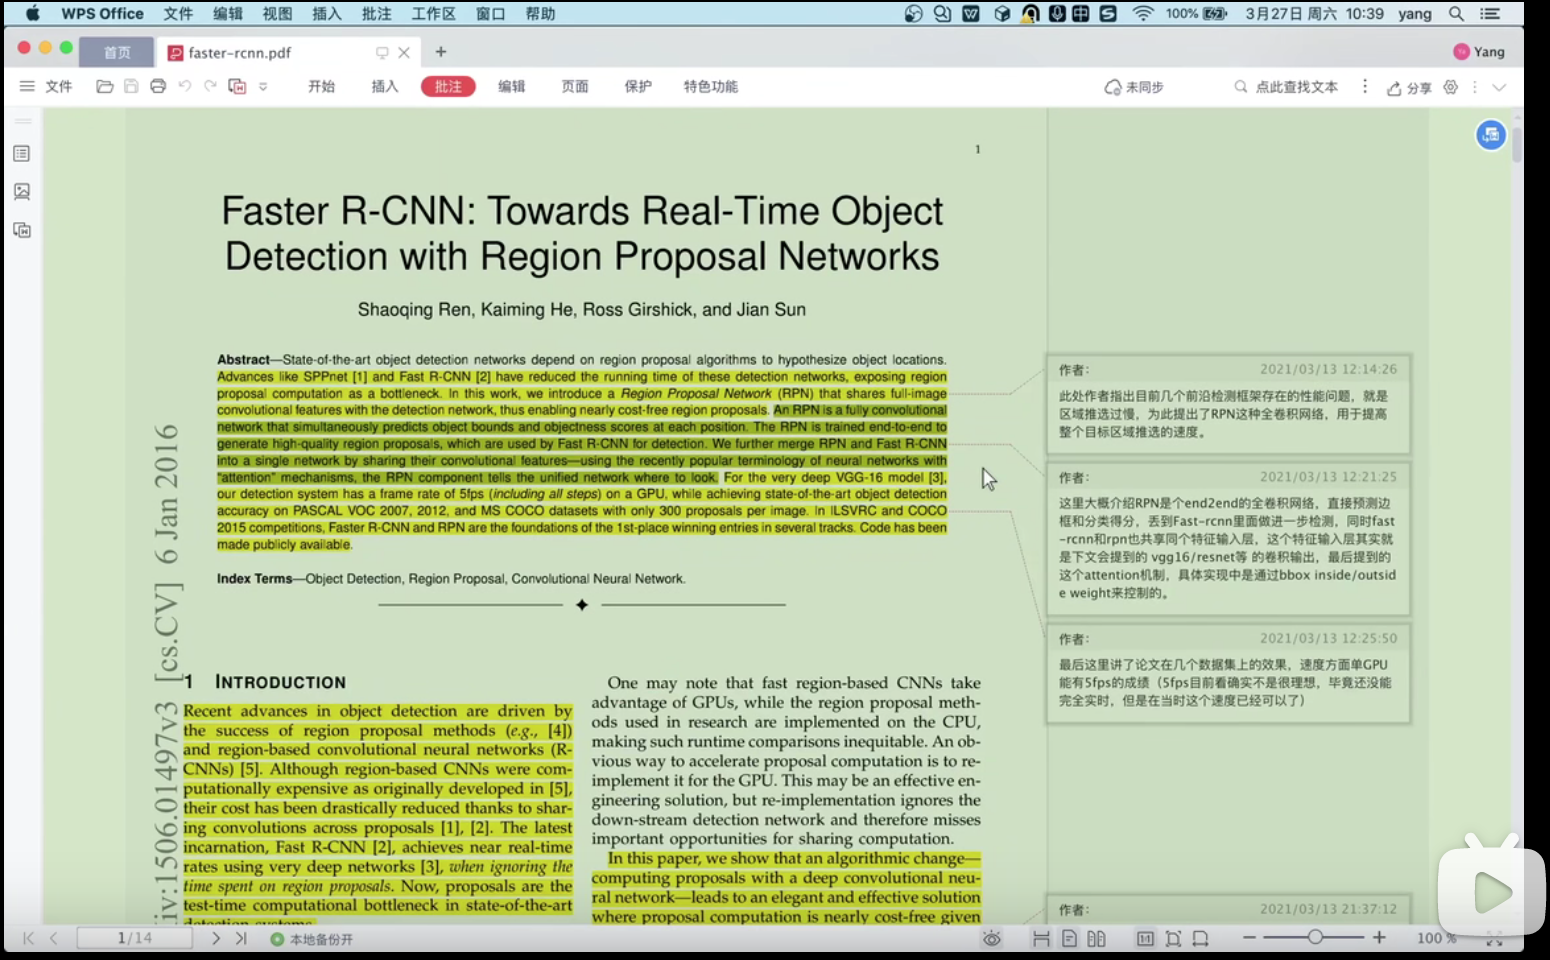 WPS Office 文件 编辑 视图 插入 批注 工作区 窗口 帮助 100% 3月27日 周六 10:39 yang
首页 faster-rcnn.pdf Yang
文件 开始 插入 批注 编辑 页面 保护 特色功能 未同步 点此查找文本 分享
1
Faster R-CNN: Towards Real-Time Object
Detection with Region Proposal Networks
Shaoqing Ren, Kaiming He, Ross Girshick, and Jian Sun
Abstract—State-of-the-art object detection networks depend on region proposal algorithms to hypothesize object locations.
Advances like SPPnet [1] and Fast R-CNN [2] have reduced the running time of these detection networks, exposing region
proposal computation as a bottleneck. In this work, we introduce a Region Proposal Network (RPN) that shares full-image
convolutional features with the detection network, thus enabling nearly cost-free region proposals. An RPN is a fully convolutional
network that simultaneously predicts object bounds and objectness scores at each position. The RPN is trained end-to-end to
generate high-quality region proposals, which are used by Fast R-CNN for detection. We further merge RPN and Fast R-CNN
into a single network by sharing their convolutional features—using the recently popular terminology of neural networks with
“attention” mechanisms, the RPN component tells the unified network where to look. For the very deep VGG-16 model [3],
our detection system has a frame rate of 5fps (including all steps) on a GPU, while achieving state-of-the-art object detection
accuracy on PASCAL VOC 2007, 2012, and MS COCO datasets with only 300 proposals per image. In ILSVRC and COCO
2015 competitions, Faster R-CNN and RPN are the foundations of the 1st-place winning entries in several tracks. Code has been
made publicly available.
Index Terms—Object Detection, Region Proposal, Convolutional Neural Network.
iv:1506.01497v3 [cs.CV] 6 Jan 2016
1 INTRODUCTION
Recent advances in object detection are driven by
the success of region proposal methods (e.g., [4])
and region-based convolutional neural networks (R-
CNNs) [5]. Although region-based CNNs were com-
putationally expensive as originally developed in [5],
their cost has been drastically reduced thanks to shar-
ing convolutions across proposals [1], [2]. The latest
incarnation, Fast R-CNN [2], achieves near real-time
rates using very deep networks [3], when ignoring the
time spent on region proposals. Now, proposals are the
test-time computational bottleneck in state-of-the-art
detection systems.
One may note that fast region-based CNNs take
advantage of GPUs, while the region proposal meth-
ods used in research are implemented on the CPU,
making such runtime comparisons inequitable. An ob-
vious way to accelerate proposal computation is to re-
implement it for the GPU. This may be an effective en-
gineering solution, but re-implementation ignores the
down-stream detection network and therefore misses
important opportunities for sharing computation.
In this paper, we show that an algorithmic change—
computing proposals with a deep convolutional neu-
ral network—leads to an elegant and effective solution
where proposal computation is nearly cost-free given
作者: 2021/03/13 12:14:26
此处作者指出目前几个前沿检测框架存在的性能问题，就是
区域推选过慢，为此提出了RPN这种全卷积网络，用于提高
整个目标区域推选的速度。
作者: 2021/03/13 12:21:25
这里大概介绍RPN是个end2end的全卷积网络，直接预测边
框和分类得分，丢到Fast-rcnn里面做进一步检测，同时fast
-rcnn和rpn也共享同个特征输入层，这个特征输入层其实就
是下文会提到的 vgg16/resnet等 的卷积输出，最后提到的
这个attention机制，具体实现中是通过bbox inside/outsid
e weight来控制的。
作者: 2021/03/13 12:25:50
最后这里讲了论文在几个数据集上的效果，速度方面单GPU
能有5fps的成绩（5fps目前看确实不是很理想，毕竟还没能
完全实时，但是在当时这个速度已经可以了）
作者: 2021/03/13 21:37:12
1/14 本地备份开 100 %